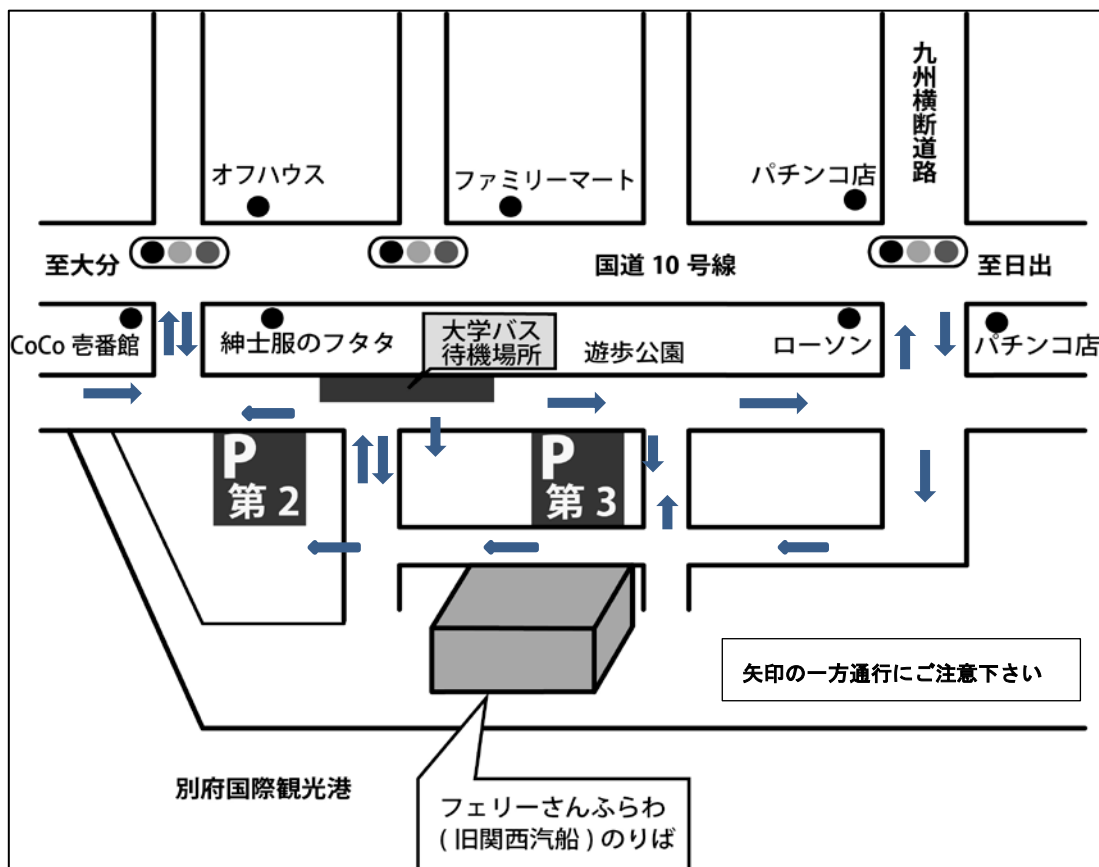 九州横断道路
オフハウス
ファミリーマート
パチンコ店
至大分
国道 10 号線
至日出
CoCo 壱番館
紳士服のフタタ
大学バス
待機場所
遊歩公園
ローソン
パチンコ店
P
第 2
P
第 3
矢印の一方通行にご注意下さい
別府国際観光港
フェリーさんふらわ
( 旧関西汽船 ) のりば